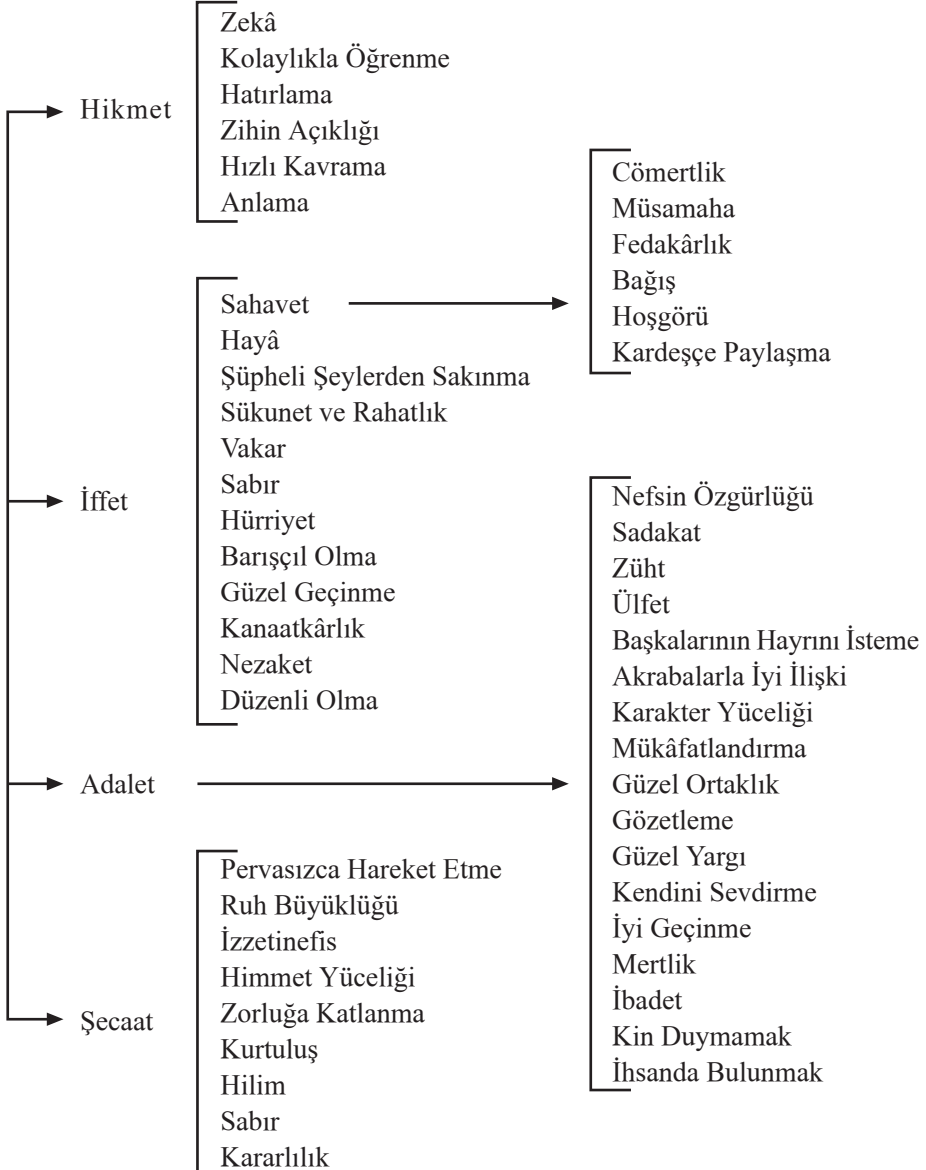 Hikmet
Zekâ
Kolaylıkla Öğrenme
Hatırlama
Zihin Açıklığı
Hızlı Kavrama
Anlama
İffet
Sahavet
Hayâ
Şüpheli Şeylerden Sakınma
Sükunet ve Rahatlık
Vakar
Sabır
Hürriyet
Barışçıl Olma
Güzel Geçinme
Kanaatkârlık
Nezaket
Düzenli Olma
Cömertlik
Müsamaha
Fedakârlık
Bağış
Hoşgörü
Kardeşçe Paylaşma
Adalet
Nefsin Özgürlüğü
Sadakat
Züht
Ülfet
Başkalarının Hayrını İsteme
Akrabalarla İyi İlişki
Karakter Yüceliği
Mükâfatlandırma
Güzel Ortaklık
Gözetleme
Güzel Yargı
Kendini Sevdirme
İyi Geçinme
Mertlik
İbadet
Kin Duymamak
İhsanda Bulunmak
Şecaat
Pervasızca Hareket Etme
Ruh Büyüklüğü
İzzetinefis
Himmet Yüceliği
Zorluğa Katlanma
Kurtuluş
Hilim
Sabır
Kararlılık